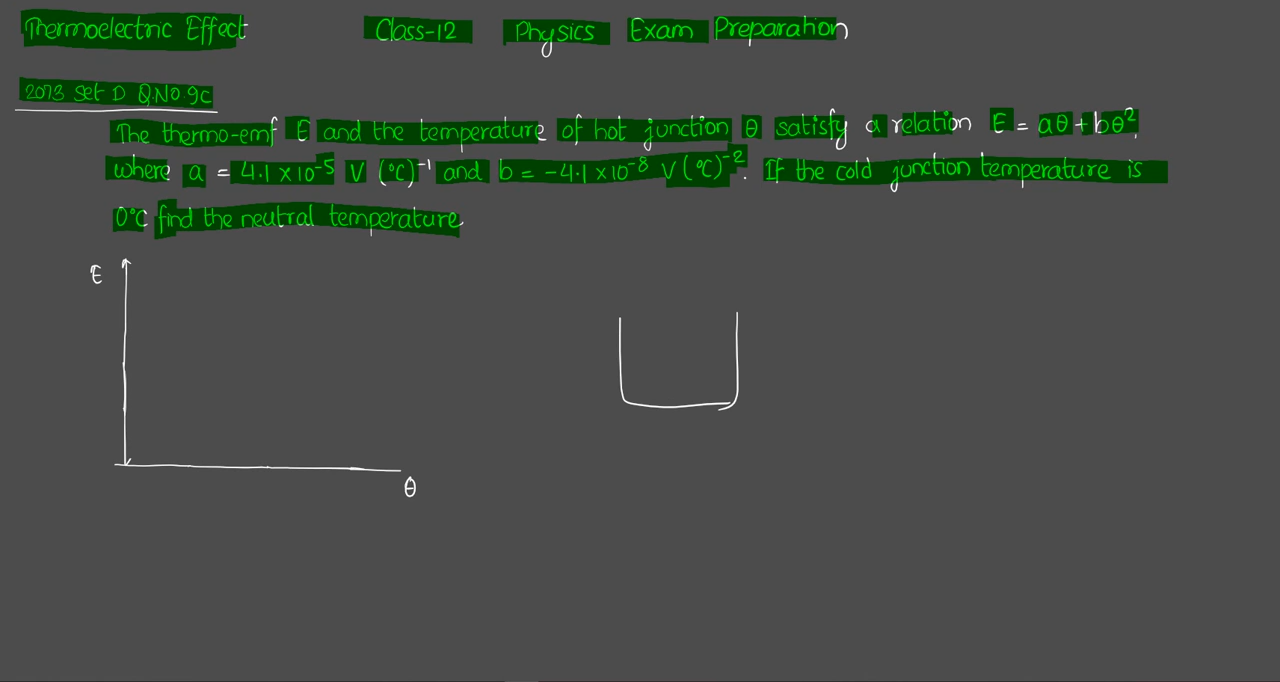 Thermoelectric Effect Class-12 Physics Exam Preparation
2073 Set D Q.No.9c
The thermo-emf E and the temperature of hot junction θ satisfy a relation E = aθ + bθ²,
where a = 4.1 × 10⁻⁵ V (°C)⁻¹ and b = -4.1 × 10⁻⁸ V (°C)⁻². If the cold junction temperature is
0°C find the neutral temperature
E
θ